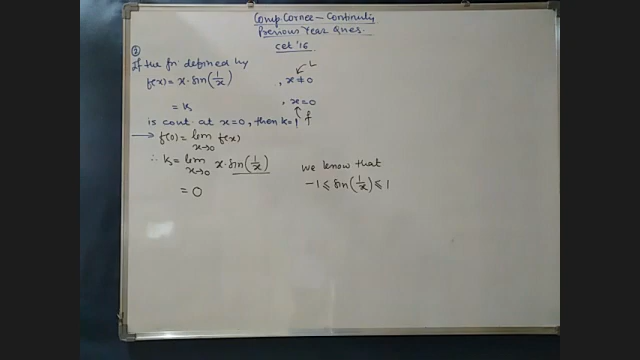 Comp. Corner - Continuity
Previous Year Ques.
CET '16
③
If the fn defined by
f(x) = x·sin(1/x) , x ≠ 0
L
= k , x = 0
is cont. at x=0, then k=? f
→ f(0) = lim x→0 f(x)
∴ k = lim x→0 x·sin(1/x)
= 0
we know that
-1 ⩽ sin(1/x) ⩽ 1